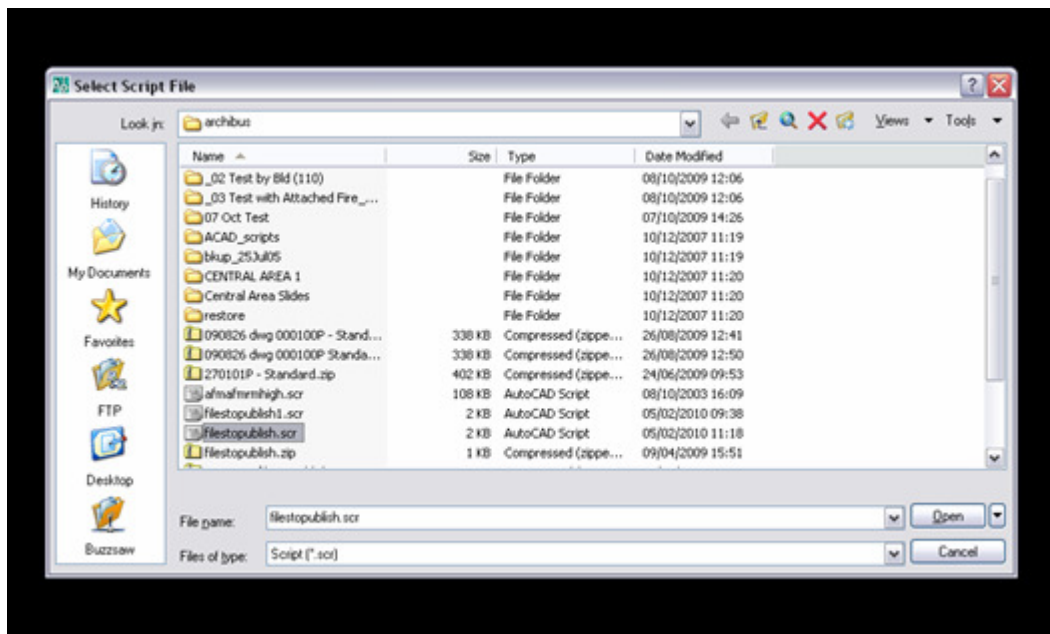 Select Script File
Look in: archibus Views Tools
Name Size Type Date Modified
_02 Test by Bld (110) File Folder 08/10/2009 12:06
_03 Test with Attached Fire_... File Folder 08/10/2009 12:06
07 Oct Test File Folder 07/10/2009 14:26
ACAD_scripts File Folder 10/12/2007 11:19
bkup_25Jul05 File Folder 10/12/2007 11:19
CENTRAL AREA 1 File Folder 10/12/2007 11:20
Central Area Slides File Folder 10/12/2007 11:20
restore File Folder 10/12/2007 11:20
090826 dwg 000100P - Stand... 338 KB Compressed (zippe... 26/08/2009 12:41
090826 dwg 000100P Standa... 338 KB Compressed (zippe... 26/08/2009 12:50
270101P - Standard.zip 402 KB Compressed (zippe... 24/06/2009 09:53
afmafmrmhigh.scr 108 KB AutoCAD Script 08/10/2003 16:09
filestopublish1.scr 2 KB AutoCAD Script 05/02/2010 09:38
filestopublish.scr 2 KB AutoCAD Script 05/02/2010 11:18
filestopublish.zip 1 KB Compressed (zippe... 09/04/2009 15:51
History
My Documents
Favorites
FTP
Desktop
Buzzsaw
File name: filestopublish.scr Open
Files of type: Script (*.scr) Cancel